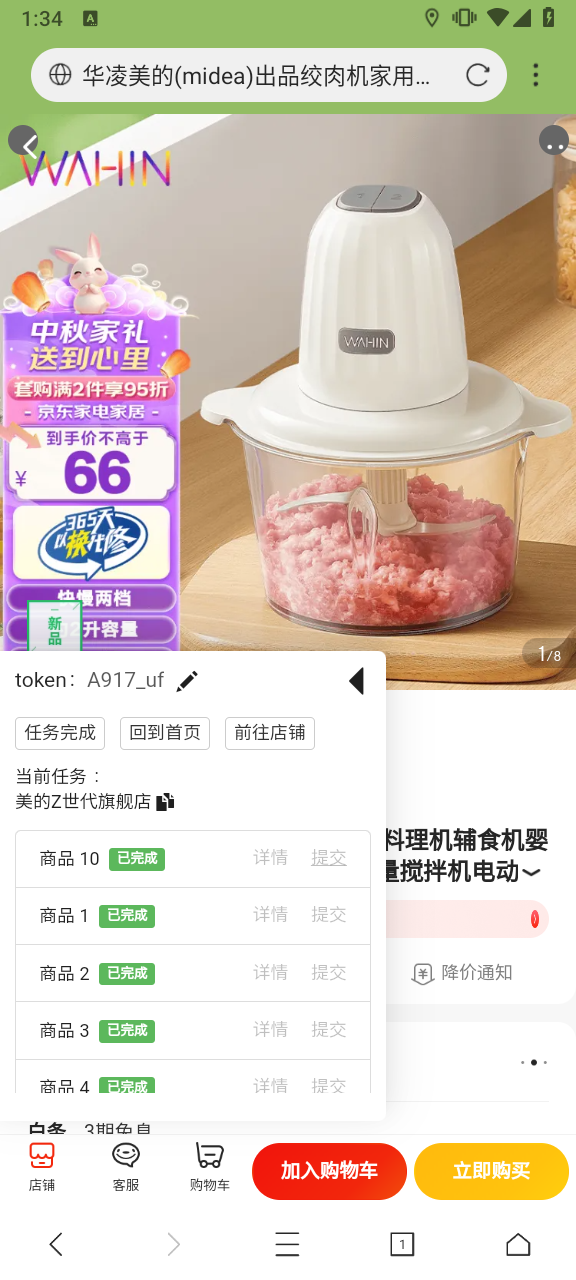 1:34
A
华凌美的(midea)出品绞肉机家用...
WAHIN
1 2
WAHIN
中秋家礼
送到心里
套购满2件享95折
- 京东家电家居 -
到手价不高于
¥ 66
365天
以换代修
快慢两档
2升容量
新品
1/8
token: A917_uf
任务完成 回到首页 前往店铺
当前任务：
美的Z世代旗舰店
料理机辅食机婴
量搅拌机电动
商品 10 已完成 详情 提交
商品 1 已完成 详情 提交
商品 2 已完成 详情 提交
降价通知
商品 3 已完成 详情 提交
商品 4 已完成 详情 提交
白条 3期免息
店铺 客服 购物车 加入购物车 立即购买
1